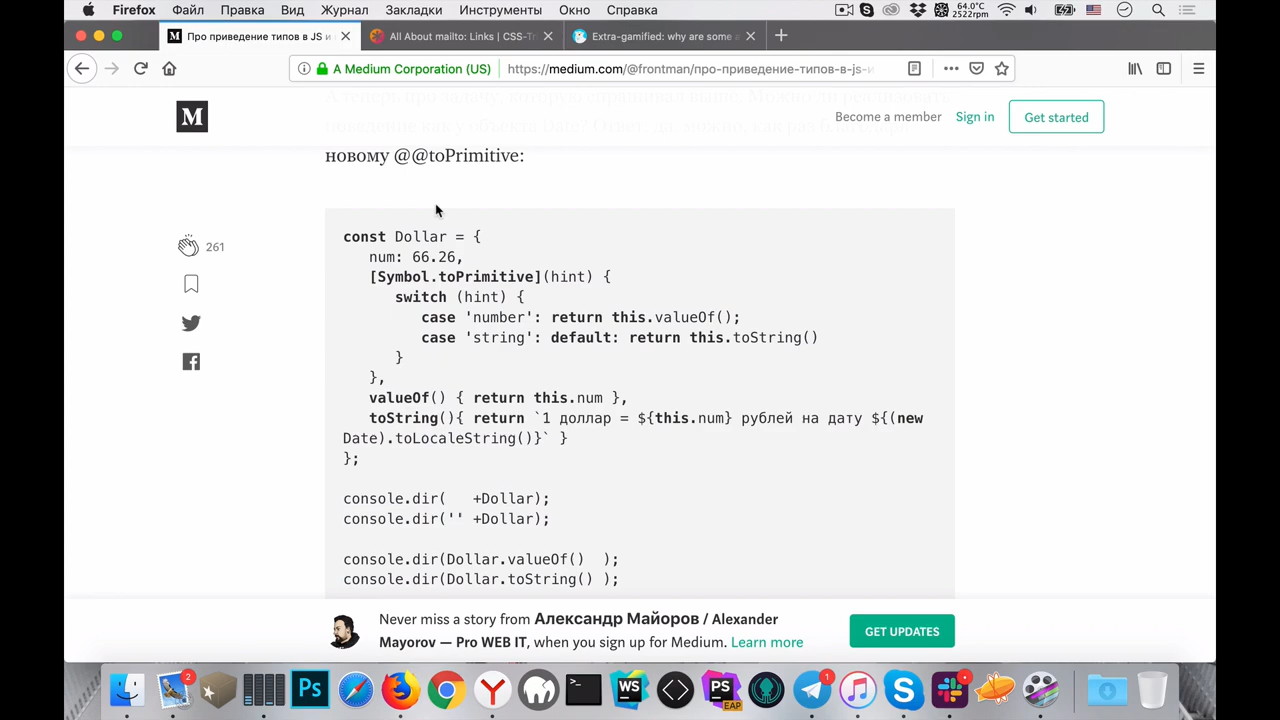 Firefox Файл Правка Вид Журнал Закладки Инструменты Окно Справка
64.0°C
2522rpm
Про приведение типов в JS и
All About mailto: Links | CSS-Tr
Extra-gamified: why are some a
A Medium Corporation (US)
https://medium.com/@frontman/про-приведение-типов-в-js-и
M
Become a member
Sign in
Get started
новому @@toPrimitive:
261
const Dollar = {
num: 66.26,
[Symbol.toPrimitive](hint) {
switch (hint) {
case 'number': return this.valueOf();
case 'string': default: return this.toString()
}
},
valueOf() { return this.num },
toString(){ return `1 доллар = ${this.num} рублей на дату ${(new
Date).toLocaleString()}` }
};
console.dir( +Dollar);
console.dir('' +Dollar);
console.dir(Dollar.valueOf() );
console.dir(Dollar.toString() );
Never miss a story from Александр Майоров / Alexander
Mayorov — Pro WEB IT, when you sign up for Medium. Learn more
GET UPDATES
2
Ps
WS
PS
EAP
1